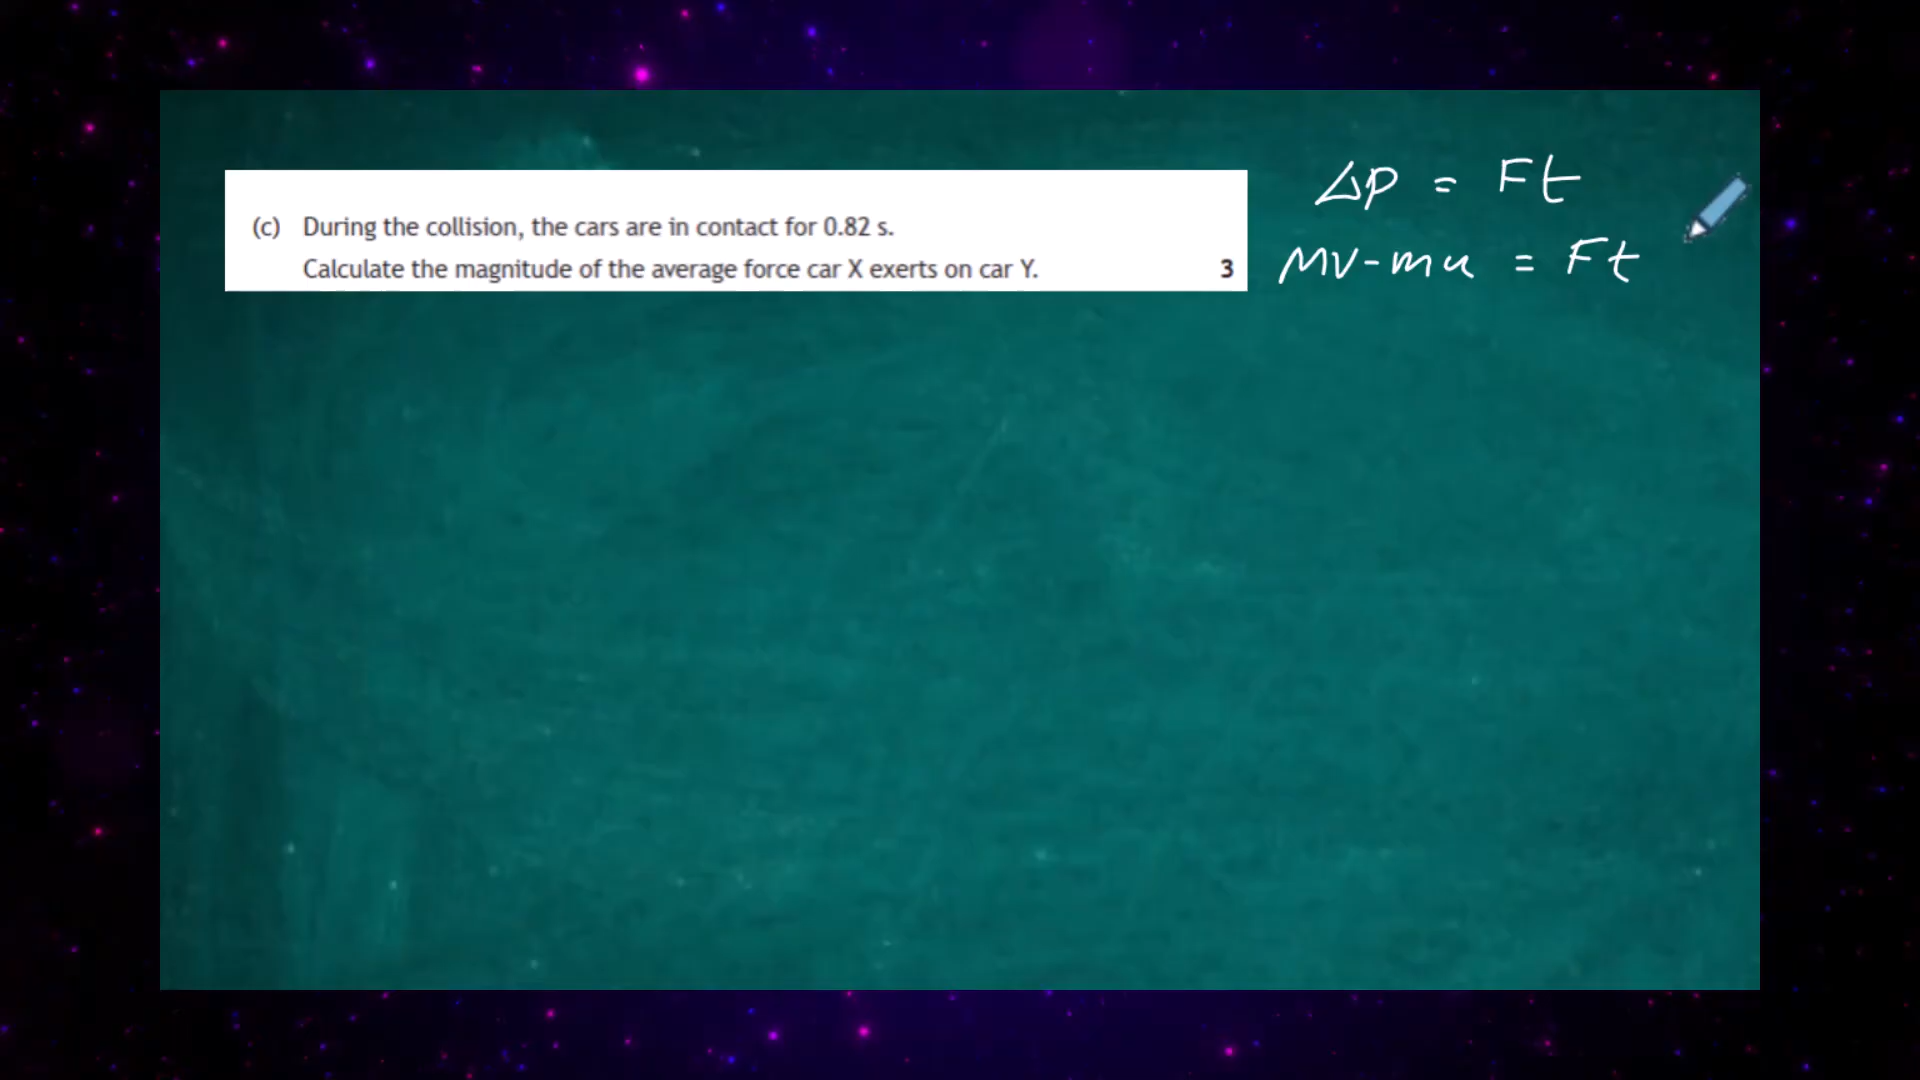 (c) During the collision, the cars are in contact for 0.82 s.
Calculate the magnitude of the average force car X exerts on car Y. 3
Δp = Ft
mv-mu = Ft